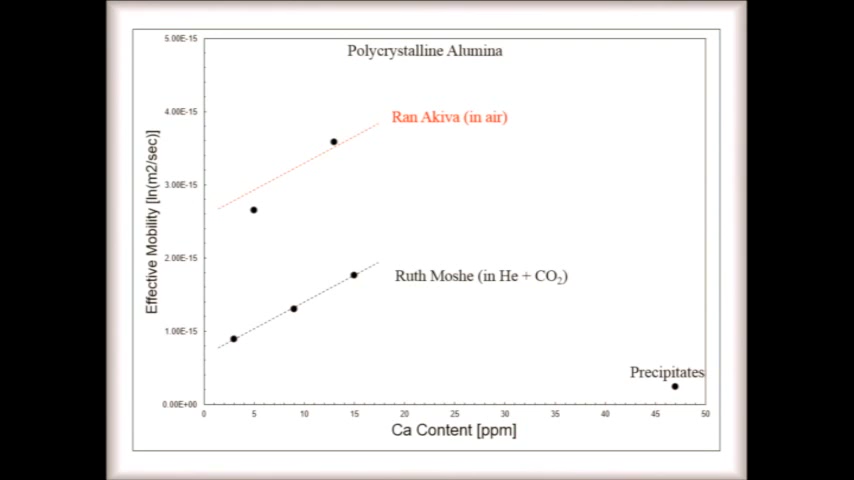 Polycrystalline Alumina
5.00E-15
4.00E-15
3.00E-15
2.00E-15
1.00E-15
0.00E+00
Effective Mobility [ln(m2/sec)]
Ran Akiva (in air)
Ruth Moshe (in He + CO₂)
Precipitates
0 5 10 15 20 25 30 35 40 45 50
Ca Content [ppm]